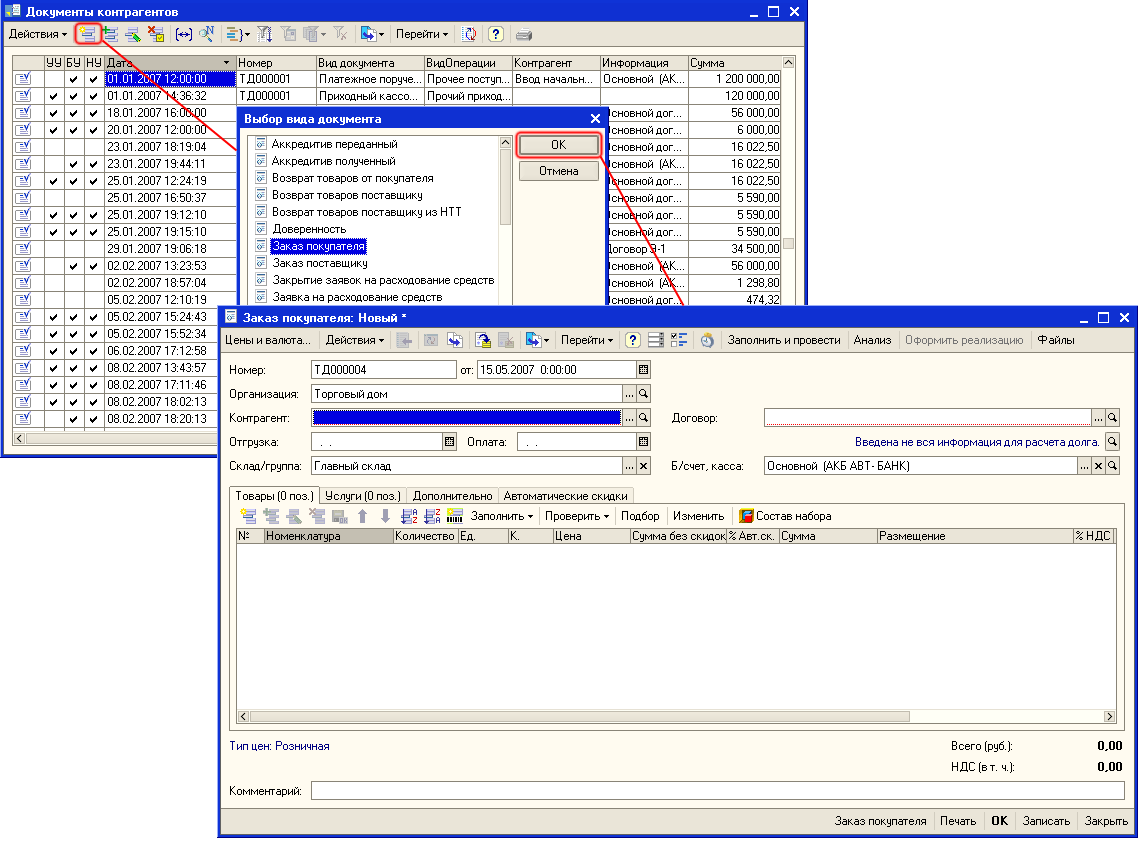 Документы контрагентов
Действия Перейти
УУ БУ НУ Дата Номер Вид документа ВидОперации Контрагент Информация Сумма
01.01.2007 12:00:00 ТД000001 Платежное поруче... Прочее поступ... Ввод начальн... Основной (АК... 1 200 000,00
01.01.2007 14:36:32 ТД000001 Приходный кассо... Прочий приход... 120 000,00
18.01.2007 16:00:00 Основной дог... 56 000,00
20.01.2007 12:00:00 Основной дог... 6 000,00
23.01.2007 18:19:04 Основной дог... 16 022,50
23.01.2007 19:44:11 Основной (АК... 16 022,50
25.01.2007 12:24:19 Основной дог... 16 022,50
25.01.2007 16:50:37 Основной дог... 5 590,00
25.01.2007 19:12:10 Основной дог... 5 590,00
25.01.2007 19:15:10 Основной дог... 5 590,00
29.01.2007 19:06:18 Договор Э-1 34 500,00
02.02.2007 13:23:53 Основной (АК... 56 000,00
02.02.2007 18:57:04 Основной (АК... 1 298,80
05.02.2007 12:10:19 Основной дог... 474,32
05.02.2007 15:24:43
05.02.2007 15:52:34
06.02.2007 17:12:58
08.02.2007 13:43:57
08.02.2007 17:11:46
08.02.2007 18:02:13
08.02.2007 18:20:13
Выбор вида документа
Аккредитив переданный
Аккредитив полученный
Возврат товаров от покупателя
Возврат товаров поставщику
Возврат товаров поставщику из НТТ
Доверенность
Заказ покупателя
Заказ поставщику
Закрытие заявок на расходование средств
Заявка на расходование средств
OK
Отмена
Заказ покупателя: Новый *
Цены и валюта... Действия Перейти Заполнить и провести Анализ Оформить реализацию Файлы
Номер: ТД000004 от: 15.05.2007 0:00:00
Организация: Торговый дом
Контрагент: Договор:
Отгрузка: . . Оплата: . . Введена не вся информация для расчета долга.
Склад/группа: Главный склад Б/счет, касса: Основной (АКБ АВТ- БАНК)
Товары (0 поз.) Услуги (0 поз.) Дополнительно Автоматические скидки
Заполнить Проверить Подбор Изменить Состав набора
№ Номенклатура Количество Ед. К. Цена Сумма без скидок % Авт.ск. Сумма Размещение % НДС
Тип цен: Розничная Всего (руб.): 0,00
НДС (в т. ч.): 0,00
Комментарий:
Заказ покупателя Печать OK Записать Закрыть